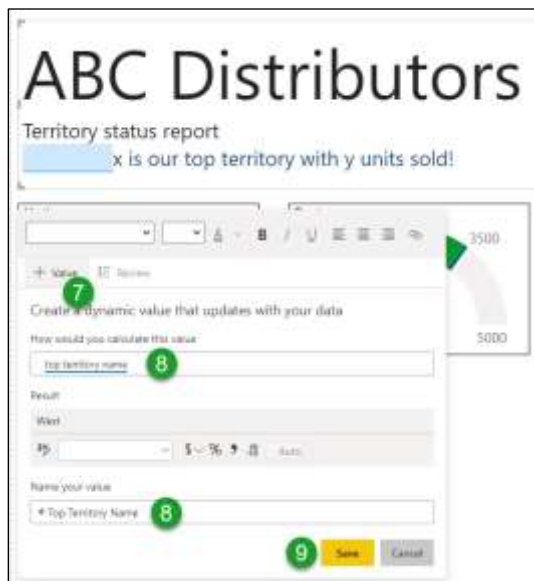 ABC Distributors
Territory status report
x is our top territory with y units sold!
3500
5000
A B I U
+ Value Review
7
Create a dynamic value that updates with your data
How would you calculate this value
top territory name 8
Result
West
$ % , Auto
Name your value
Top Territory Name 8
9 Save Cancel